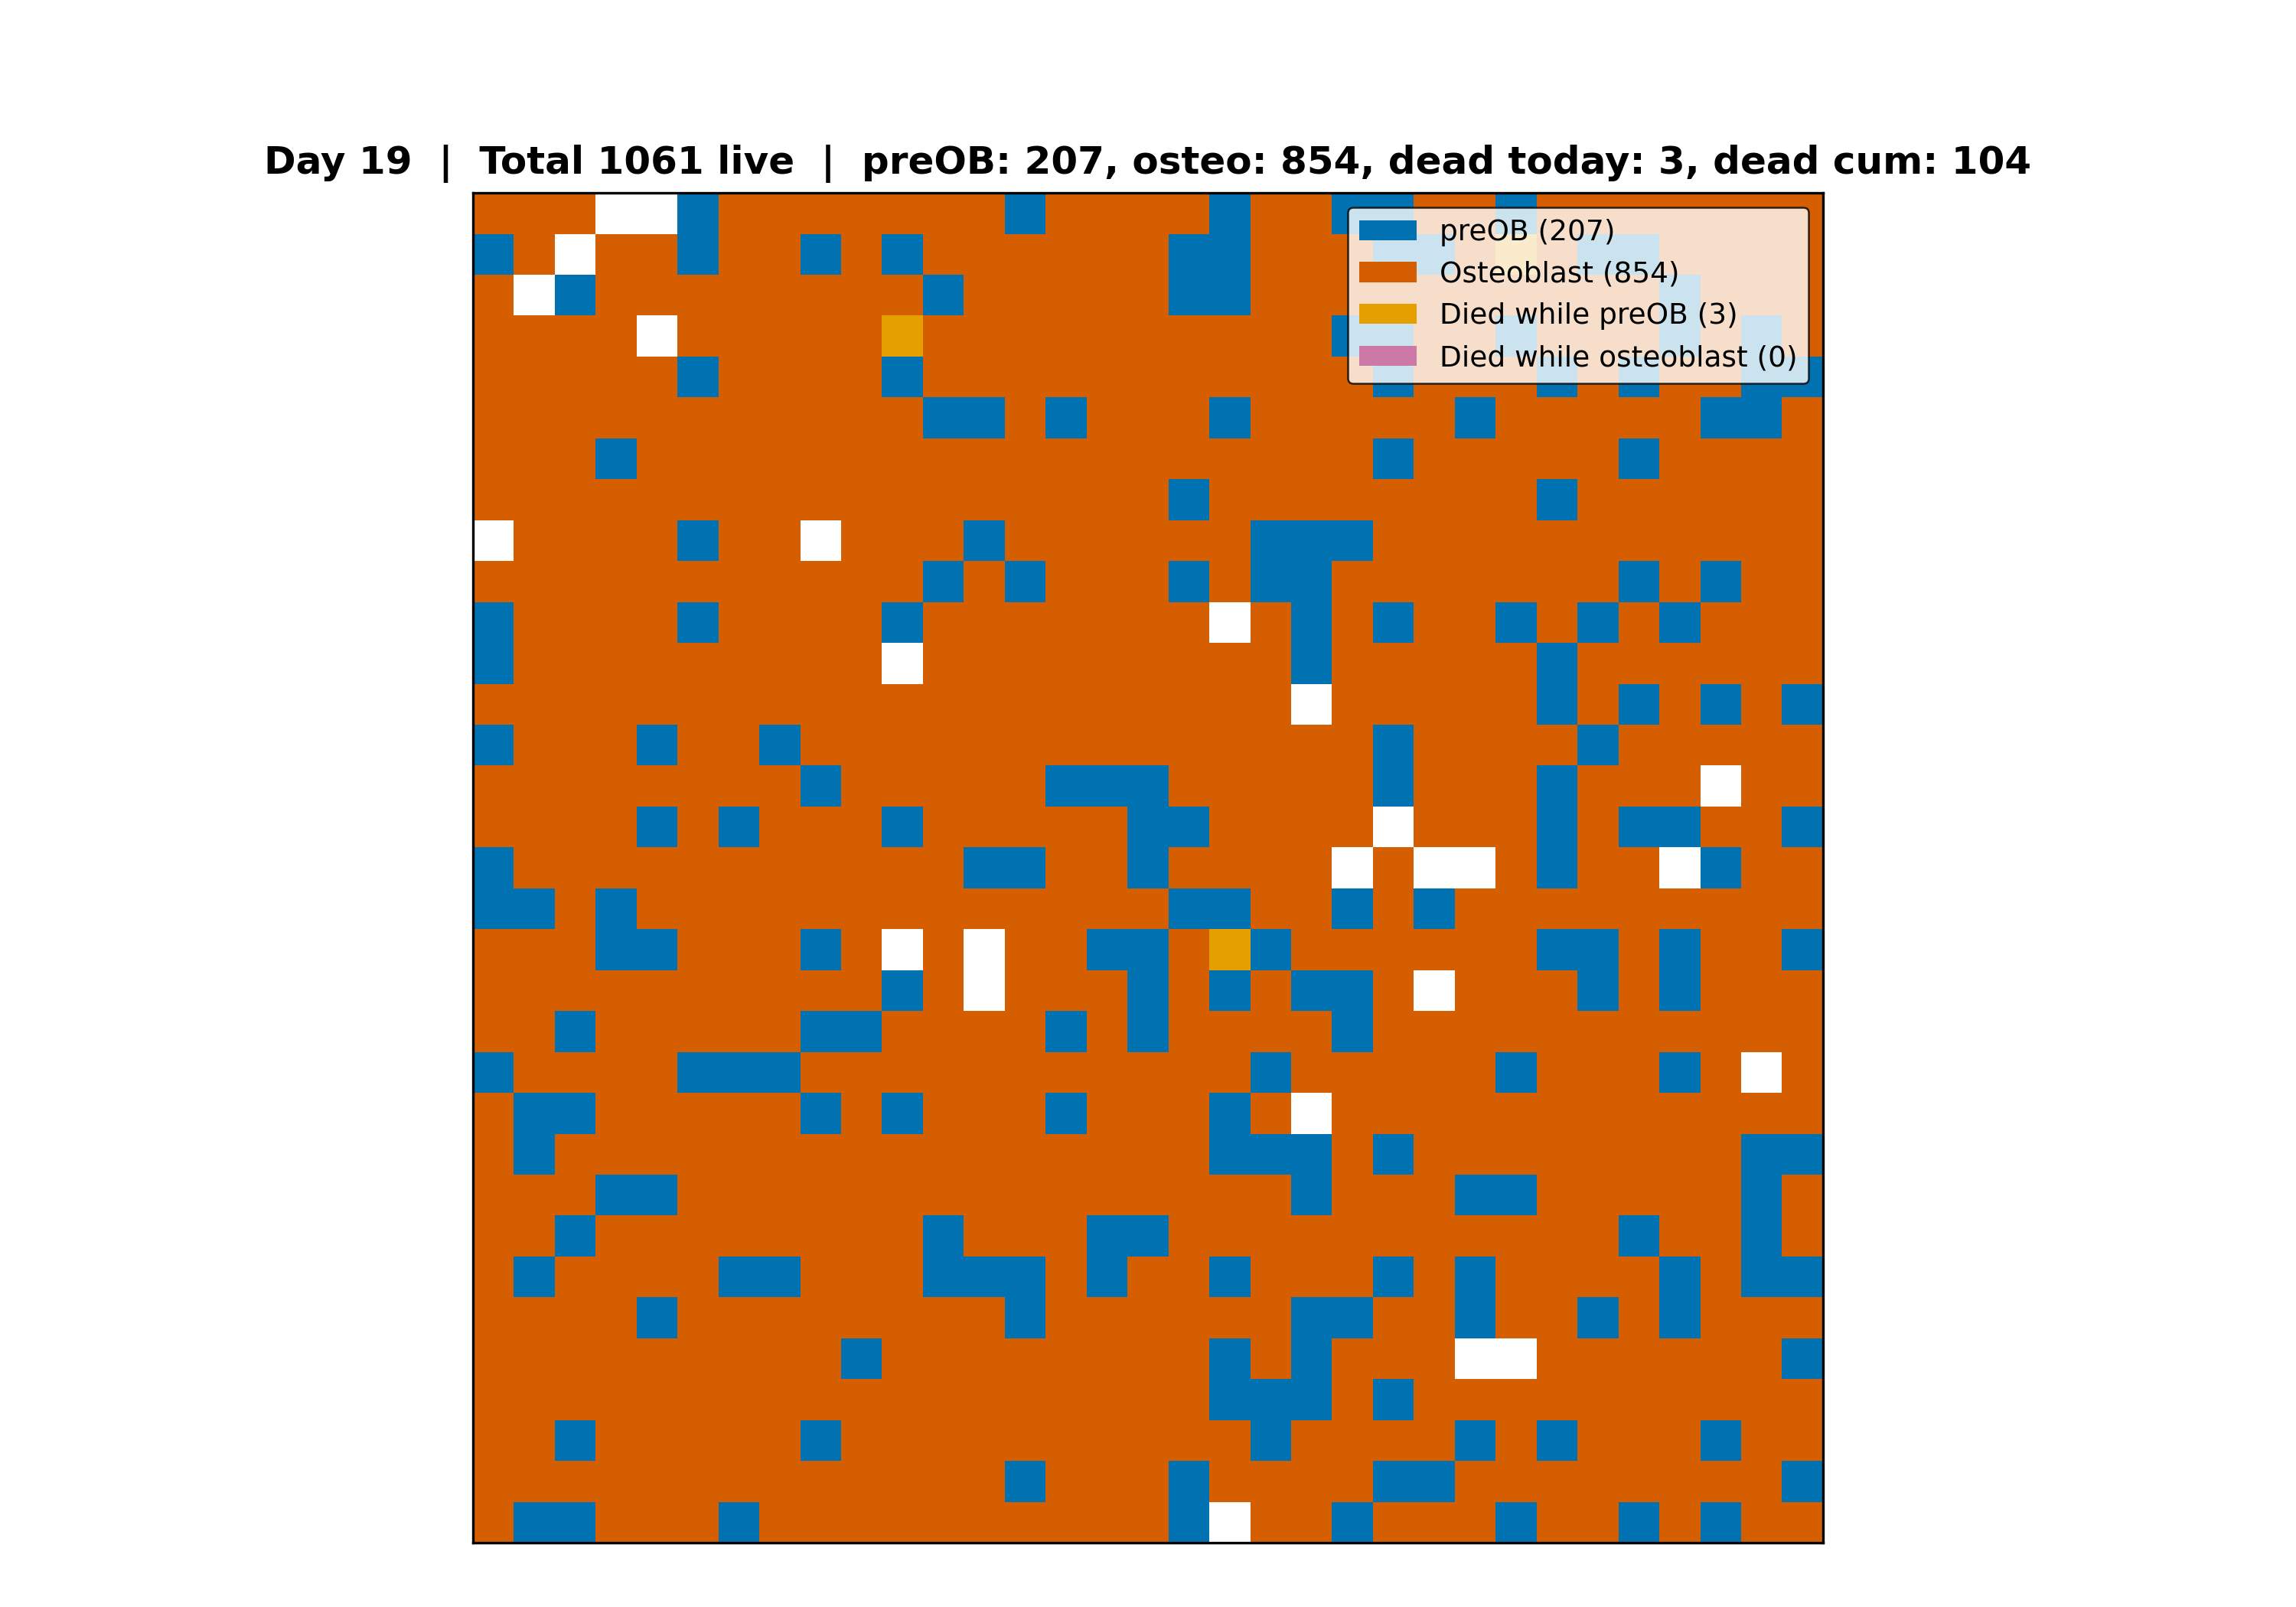 Day 19 | Total 1061 live | preOB: 207, osteo: 854, dead today: 3, dead cum: 104
preOB (207)
Osteoblast (854)
Died while preOB (3)
Died while osteoblast (0)